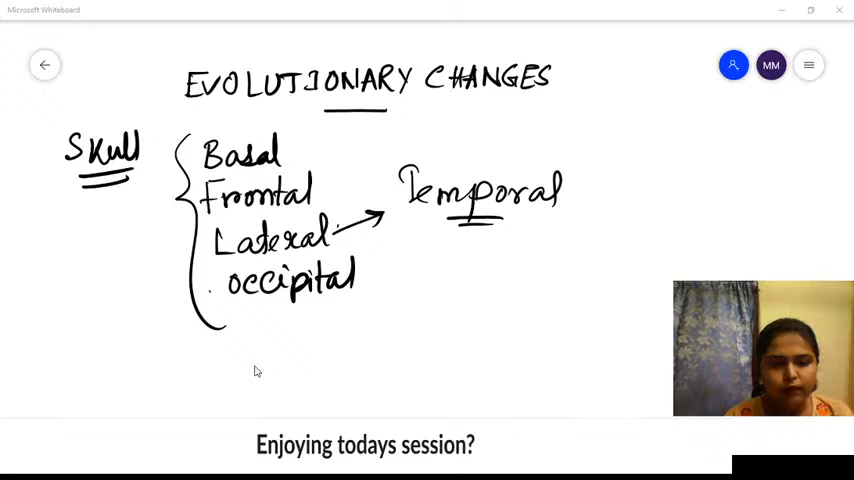 Microsoft Whiteboard
MM
EVOLUTIONARY CHANGES
Skull
Basal
Frontal
Lateral
Temporal
occipital
Enjoying todays session?